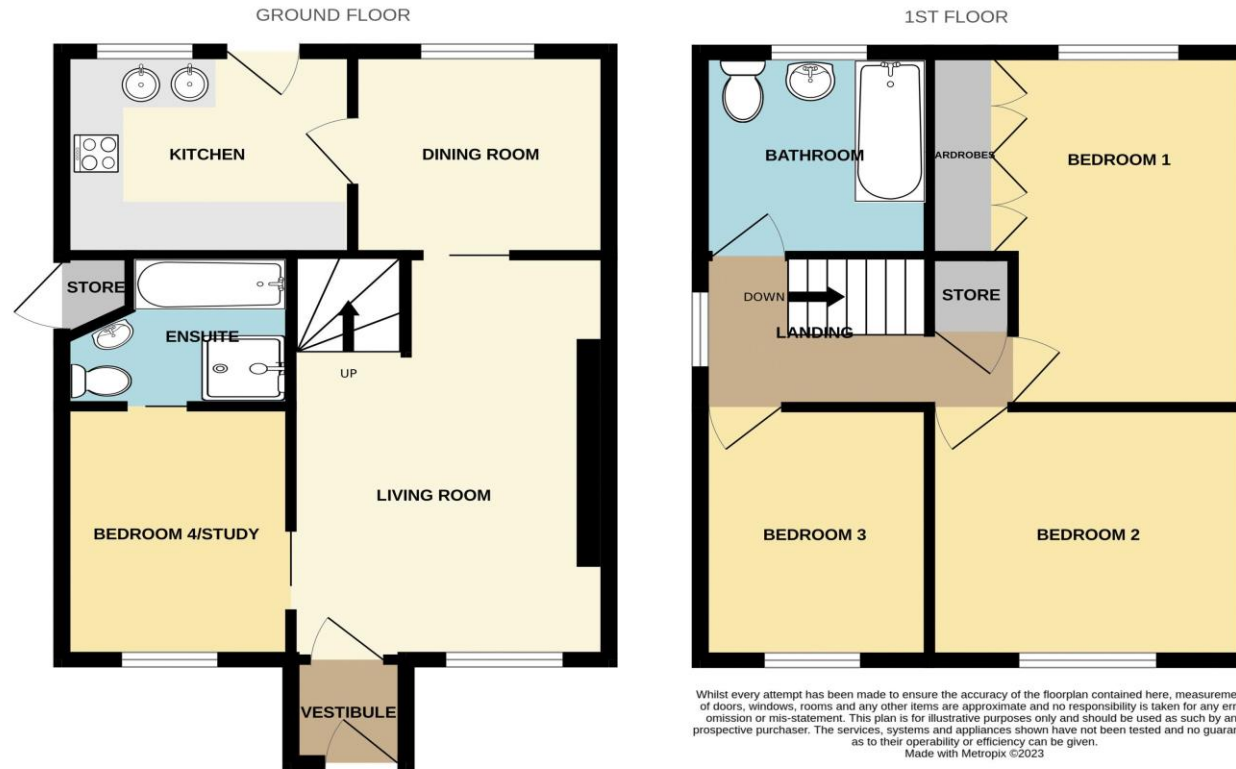 GROUND FLOOR
KITCHEN
DINING ROOM
STORE
ENSUITE
UP
LIVING ROOM
BEDROOM 4/STUDY
VESTIBULE
1ST FLOOR
BATHROOM
ARDROBES
BEDROOM 1
DOWN
STORE
LANDING
BEDROOM 3
BEDROOM 2
Whilst every attempt has been made to ensure the accuracy of the floorplan contained here, measureme
of doors, windows, rooms and any other items are approximate and no responsibility is taken for any err
omission or mis-statement. This plan is for illustrative purposes only and should be used as such by an
prospective purchaser. The services, systems and appliances shown have not been tested and no guaran
as to their operability or efficiency can be given.
Made with Metropix ©2023